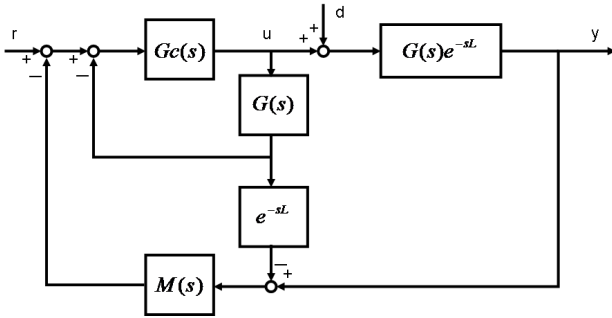 r
+
−
+
−
Gc(s)
u
+
+
d
G(s)e^{-sL}
y
G(s)
e^{-sL}
−
+
M(s)